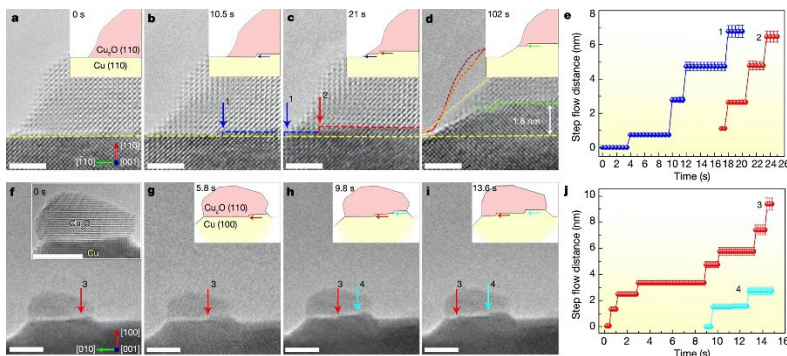 a
0 s
Cu₂O (110)
Cu (110)
[110]
[1̄10]
[001]
b
10.5 s
1
c
21 s
1
2
d
102 s
1.8 nm
e
Step flow distance (nm)
8
6
4
2
0
1
2
0 2 4 6 8 10 12 14 16 18 20 22 24 26
Time (s)
f
0 s
Cu₂O
Cu
[100]
[010]
[001]
g
5.8 s
Cu₂O (110)
Cu (100)
3
h
9.8 s
3
4
i
13.6 s
3
4
j
Step flow distance (nm)
10
8
6
4
2
0
3
4
0 2 4 6 8 10 12 14 16
Time (s)